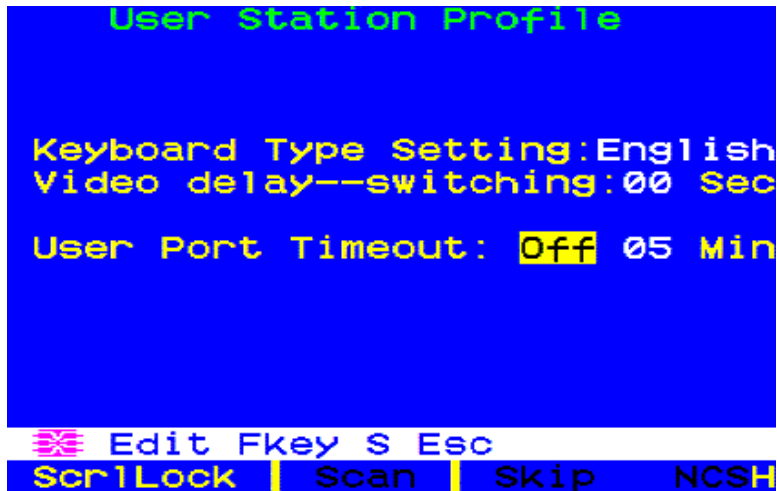 User Station Profile
Keyboard Type Setting:English
Video delay--switching:00 Sec
User Port Timeout: Off 05 Min
Edit Fkey S Esc
ScrlLock Scan Skip NCSH